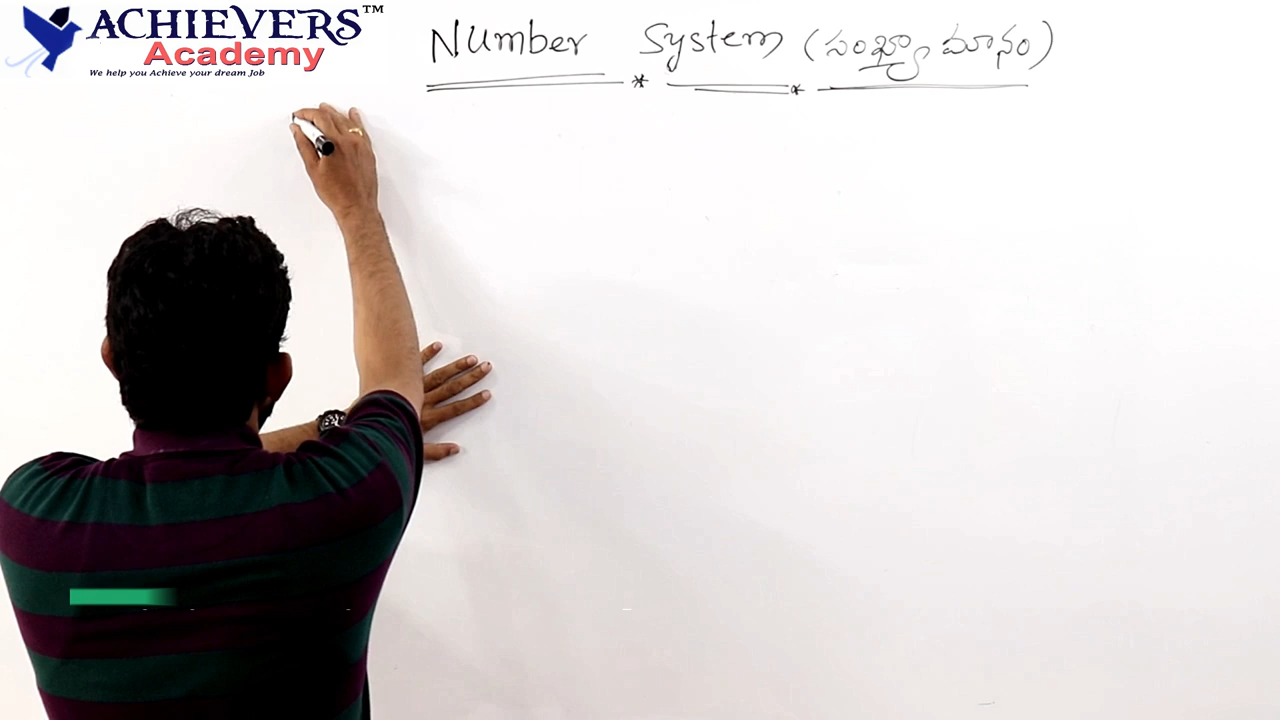 ACHIEVERS™
Academy
We help you Achieve your dream Job
Number System (సంఖ్యా మానం)